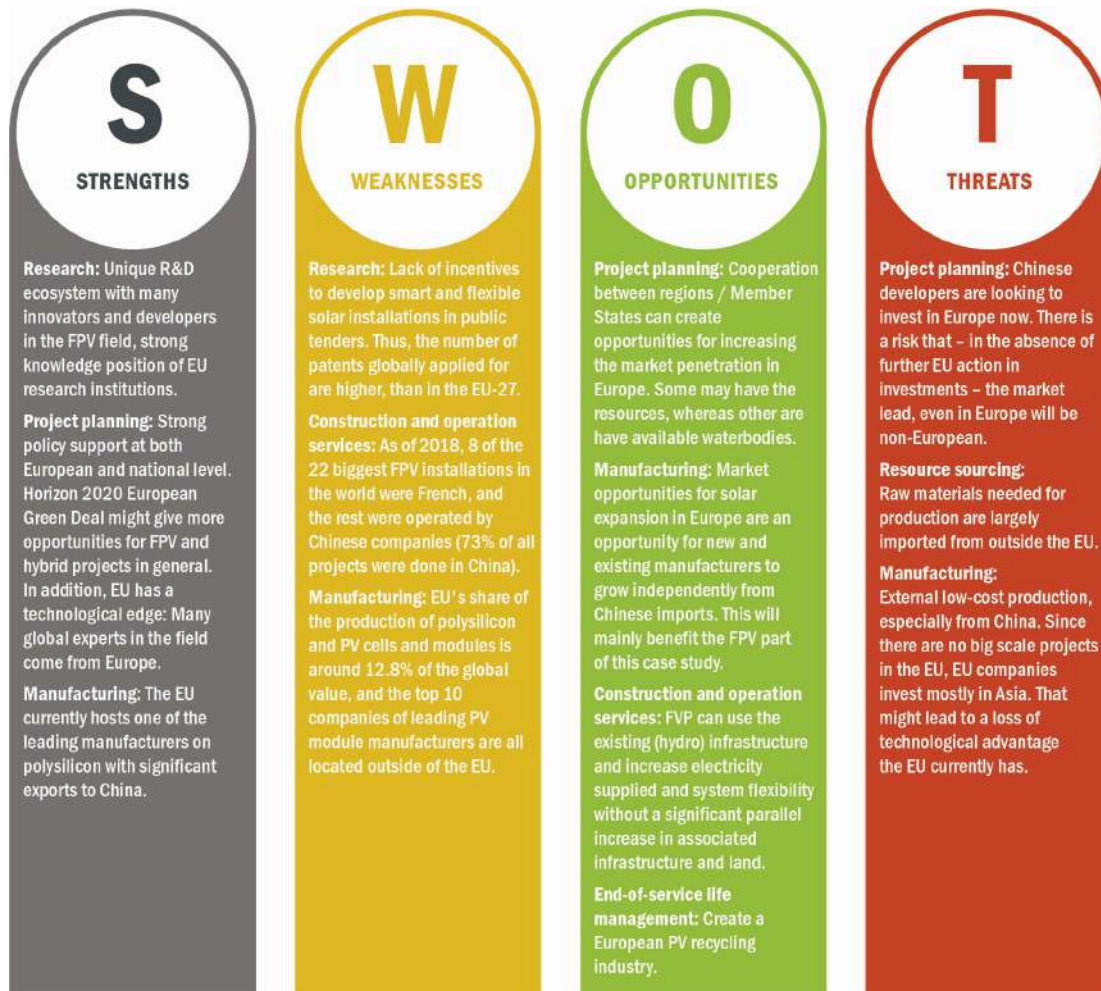 S
STRENGTHS
Research: Unique R&D
ecosystem with many
innovators and developers
in the FPV field, strong
knowledge position of EU
research institutions.
Project planning: Strong
policy support at both
European and national level.
Horizon 2020 European
Green Deal might give more
opportunities for FPV and
hybrid projects in general.
In addition, EU has a
technological edge: Many
global experts in the field
come from Europe.
Manufacturing: The EU
currently hosts one of the
leading manufacturers on
polysilicon with significant
exports to China.
W
WEAKNESSES
Research: Lack of incentives
to develop smart and flexible
solar installations in public
tenders. Thus, the number of
patents globally applied for
are higher, than in the EU-27.
Construction and operation
services: As of 2018, 8 of the
22 biggest FPV installations in
the world were French, and
the rest were operated by
Chinese companies (73% of all
projects were done in China).
Manufacturing: EU's share of
the production of polysilicon
and PV cells and modules is
around 12.8% of the global
value, and the top 10
companies of leading PV
module manufacturers are all
located outside of the EU.
O
OPPORTUNITIES
Project planning: Cooperation
between regions / Member
States can create
opportunities for increasing
the market penetration in
Europe. Some may have the
resources, whereas other are
have available waterbodies.
Manufacturing: Market
opportunities for solar
expansion in Europe are an
opportunity for new and
existing manufacturers to
grow independently from
Chinese imports. This will
mainly benefit the FPV part
of this case study.
Construction and operation
services: FVP can use the
existing (hydro) infrastructure
and increase electricity
supplied and system flexibility
without a significant parallel
increase in associated
infrastructure and land.
End-of-service life
management: Create a
European PV recycling
industry.
T
THREATS
Project planning: Chinese
developers are looking to
invest in Europe now. There is
a risk that – in the absence of
further EU action in
investments – the market
lead, even in Europe will be
non-European.
Resource sourcing:
Raw materials needed for
production are largely
imported from outside the EU.
Manufacturing:
External low-cost production,
especially from China. Since
there are no big scale projects
in the EU, EU companies
invest mostly in Asia. That
might lead to a loss of
technological advantage
the EU currently has.